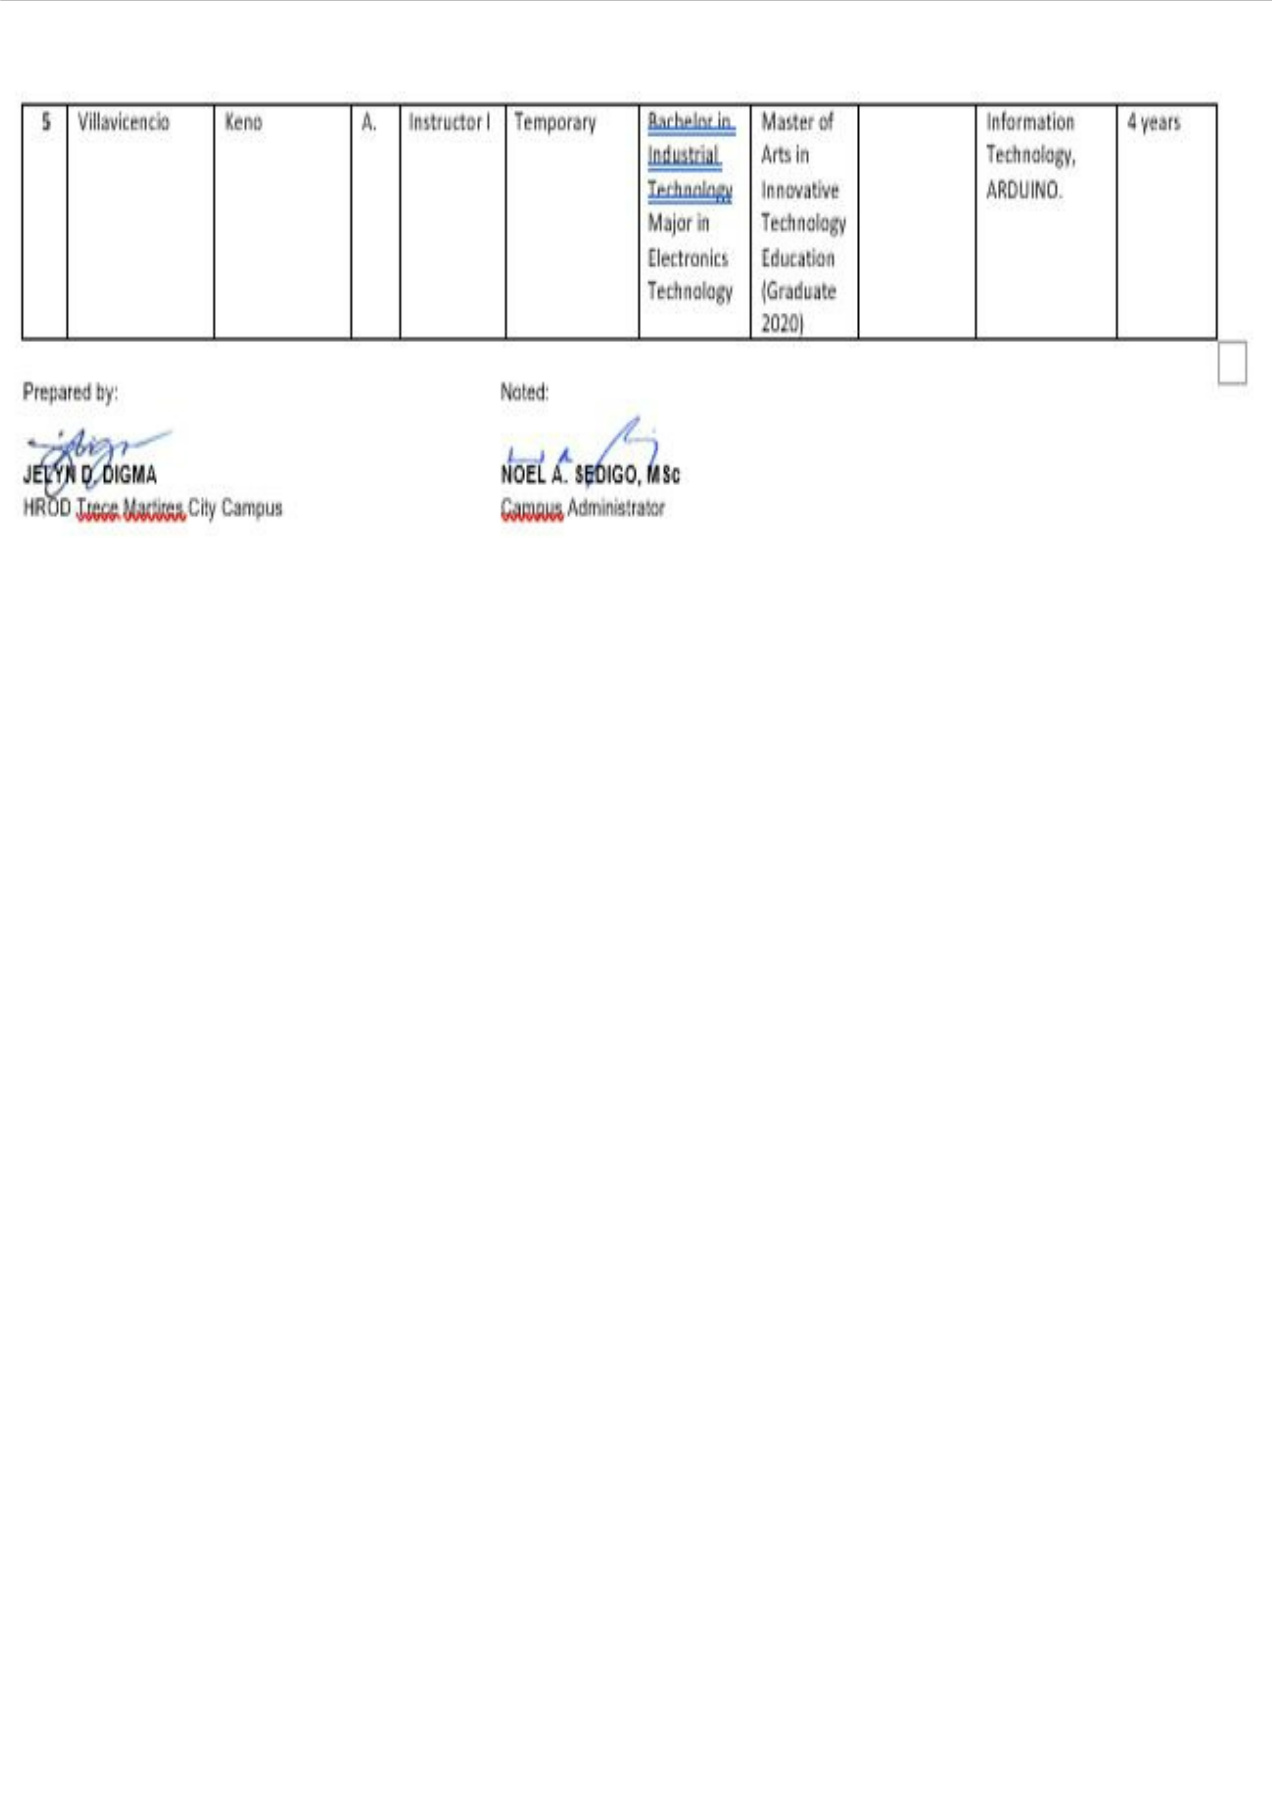 5 Villavicencio Keno A. Instructor I Temporary Bachelor in Master of Information 4 years
Industrial Arts in Technology,
Technology Innovative ARDUINO.
Major in Technology
Electronics Education
Technology (Graduate
2020)
Prepared by: Noted:
JELYN D. DIGMA NOEL A. SEDIGO, MSc
HROD Trece Martires City Campus Campus Administrator